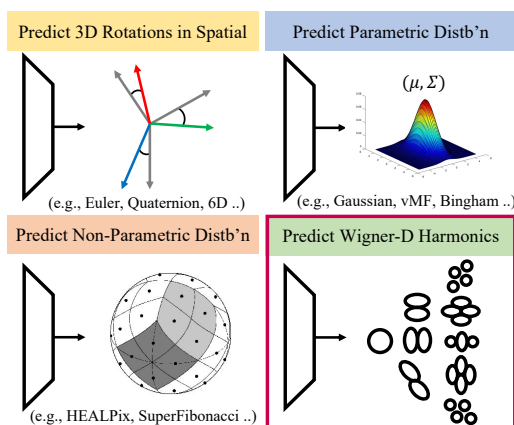 Predict 3D Rotations in Spatial
(e.g., Euler, Quaternion, 6D ..)
Predict Parametric Distb'n
(μ, Σ)
(e.g., Gaussian, vMF, Bingham ..)
Predict Non-Parametric Distb'n
(e.g., HEALPix, SuperFibonacci ..)
Predict Wigner-D Harmonics